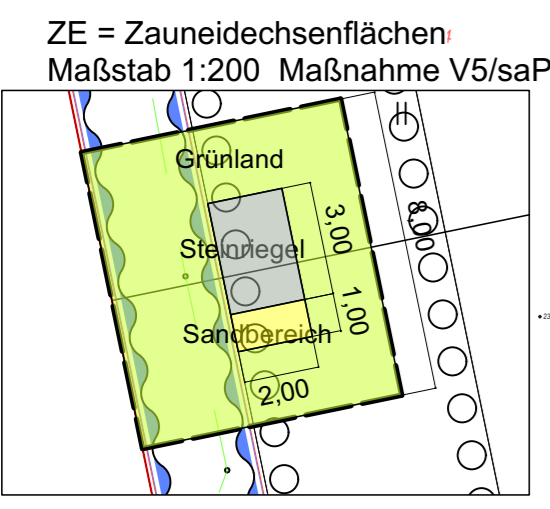 ZE = Zauneidechsenflächen
Maßstab 1:200 Maßnahme V5/saP
Grünland
3,00
8,00
Steinriegel
1,00
Sandbereich
2,00